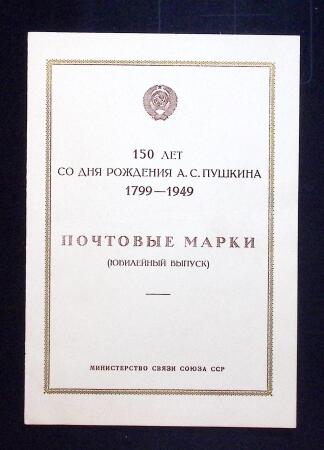 150 ЛЕТ
СО ДНЯ РОЖДЕНИЯ А. С. ПУШКИНА
1799—1949
ПОЧТОВЫЕ МАРКИ
(ЮБИЛЕЙНЫЙ ВЫПУСК)
МИНИСТЕРСТВО СВЯЗИ СОЮЗА ССР